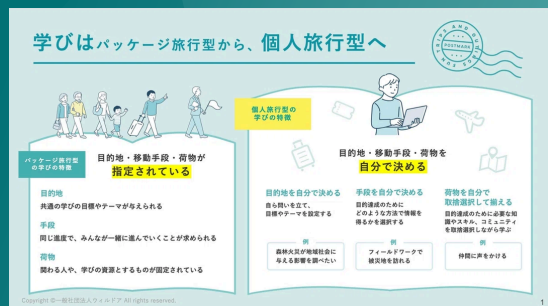 学びはパッケージ旅行型から、個人旅行型へ
TRIPS AND OUTINGS FOR
POSTMARK
パッケージ旅行型
の学びの特徴
目的地・移動手段・荷物が
指定されている
目的地
共通の学びの目標やテーマが与えられる
手段
同じ進度で、みんなが一緒に進んでいくことが求められる
荷物
関わる人や、学びの資源とするものが固定されている
個人旅行型の
学びの特徴
目的地・移動手段・荷物を
自分で決める
目的地を自分で決める
自ら問いを立て、
目標やテーマを設定する
例
森林火災が地域社会に
与える影響を調べたい
手段を自分で決める
目的達成のために
どのような方法で情報を
得るかを選択する
例
フィールドワークで
被災地を訪れる
荷物を自分で
取捨選択して揃える
目的達成のために必要な知
識やスキル、コミュニティ
を取捨選択しながら学ぶ
例
仲間に声をかける
Copyright ©一般社団法人ウィルドア All rights reserved.
1